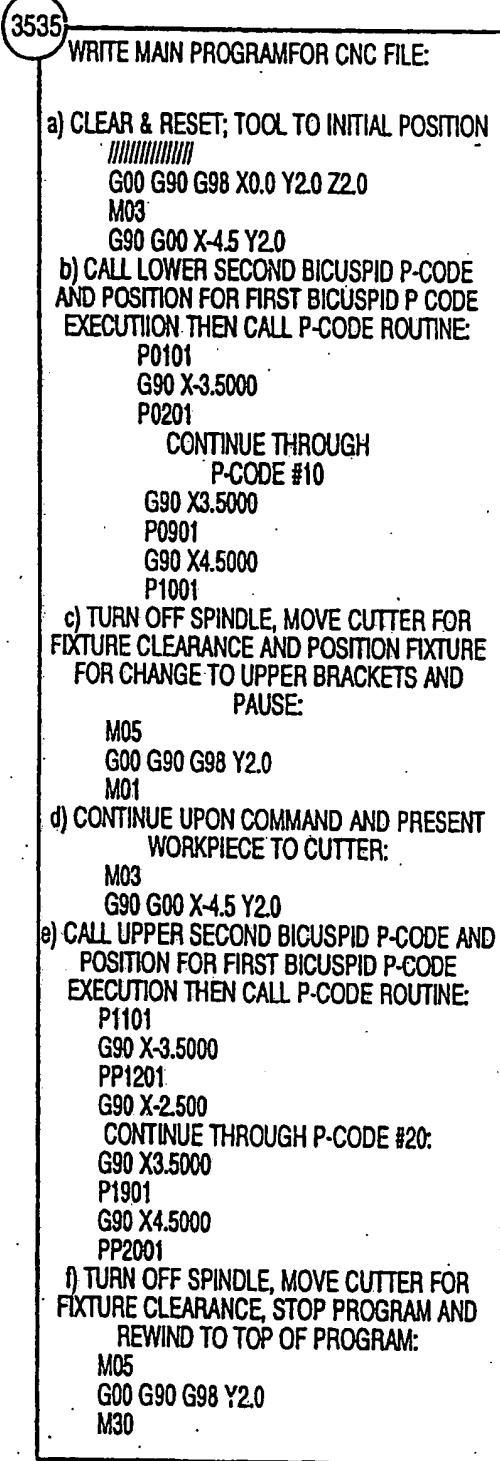 3535
WRITE MAIN PROGRAMFOR CNC FILE:
a) CLEAR & RESET; TOOL TO INITIAL POSITION
////////////////
G00 G90 G98 X0.0 Y2.0 Z2.0
M03
G90 G00 X-4.5 Y2.0
b) CALL LOWER SECOND BICUSPID P-CODE
AND POSITION FOR FIRST BICUSPID P CODE
EXECUTIION THEN CALL P-CODE ROUTINE:
P0101
G90 X-3.5000
P0201
CONTINUE THROUGH
P-CODE #10
G90 X3.5000
P0901
G90 X4.5000
P1001
c) TURN OFF SPINDLE, MOVE CUTTER FOR
FIXTURE CLEARANCE AND POSITION FIXTURE
FOR CHANGE TO UPPER BRACKETS AND
PAUSE:
M05
G00 G90 G98 Y2.0
M01
d) CONTINUE UPON COMMAND AND PRESENT
WORKPIECE TO CUTTER:
M03
G90 G00 X-4.5 Y2.0
e) CALL UPPER SECOND BICUSPID P-CODE AND
POSITION FOR FIRST BICUSPID P-CODE
EXECUTION THEN CALL P-CODE ROUTINE:
P1101
G90 X-3.5000
PP1201
G90 X-2.500
CONTINUE THROUGH P-CODE #20:
G90 X3.5000
P1901
G90 X4.5000
PP2001
f) TURN OFF SPINDLE, MOVE CUTTER FOR
FIXTURE CLEARANCE, STOP PROGRAM AND
REWIND TO TOP OF PROGRAM:
M05
G00 G90 G98 Y2.0
M30